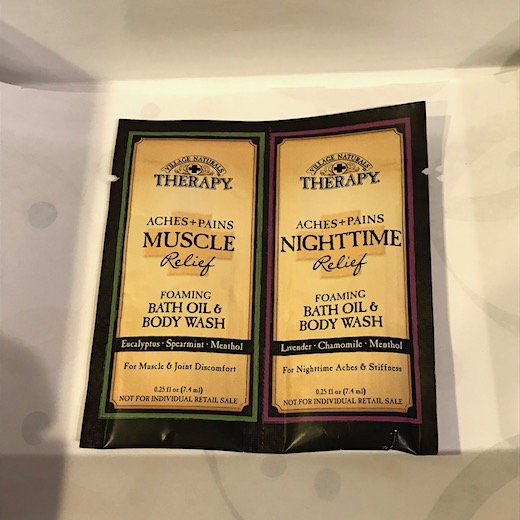 VILLAGE NATURALS
THERAPY
ACHES+PAINS
MUSCLE
Relief
FOAMING
BATH OIL &
BODY WASH
Eucalyptus · Spearmint · Menthol
For Muscle & Joint Discomfort
0.25 fl oz (7.4 ml)
NOT FOR INDIVIDUAL RETAIL SALE
VILLAGE NATURALS
THERAPY
ACHES+PAINS
NIGHTTIME
Relief
FOAMING
BATH OIL &
BODY WASH
Lavender · Chamomile · Menthol
For Nighttime Aches & Stiffness
0.25 fl oz (7.4 ml)
NOT FOR INDIVIDUAL RETAIL SALE